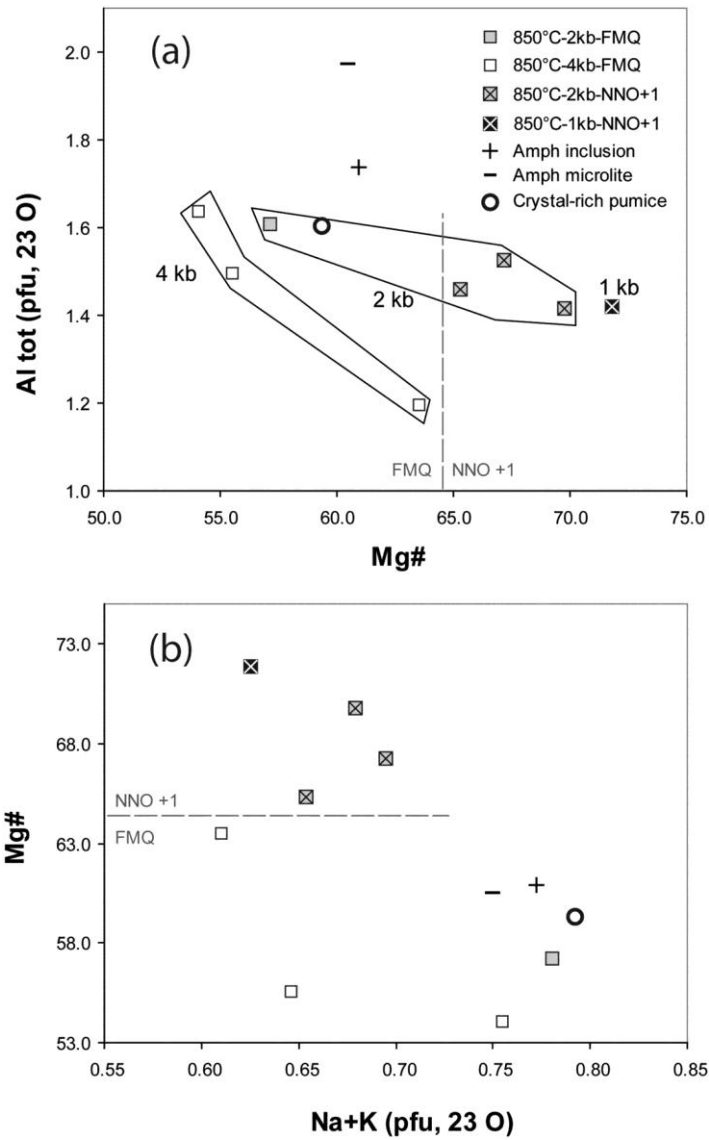 (a)
850°C-2kb-FMQ
850°C-4kb-FMQ
850°C-2kb-NNO+1
850°C-1kb-NNO+1
Amph inclusion
Amph microlite
Crystal-rich pumice
2.0
1.8
1.6
1.4
1.2
1.0
Al tot (pfu, 23 O)
4 kb
2 kb
1 kb
FMQ NNO +1
50.0 55.0 60.0 65.0 70.0 75.0
Mg#
(b)
73.0
68.0
63.0
58.0
53.0
Mg#
NNO +1
FMQ
0.55 0.60 0.65 0.70 0.75 0.80 0.85
Na+K (pfu, 23 O)